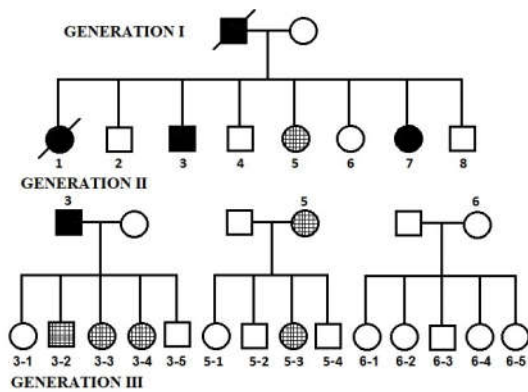 GENERATION I
1 2 3 4 5 6 7 8
GENERATION II
3 5 6
3-1 3-2 3-3 3-4 3-5 5-1 5-2 5-3 5-4 6-1 6-2 6-3 6-4 6-5
GENERATION III